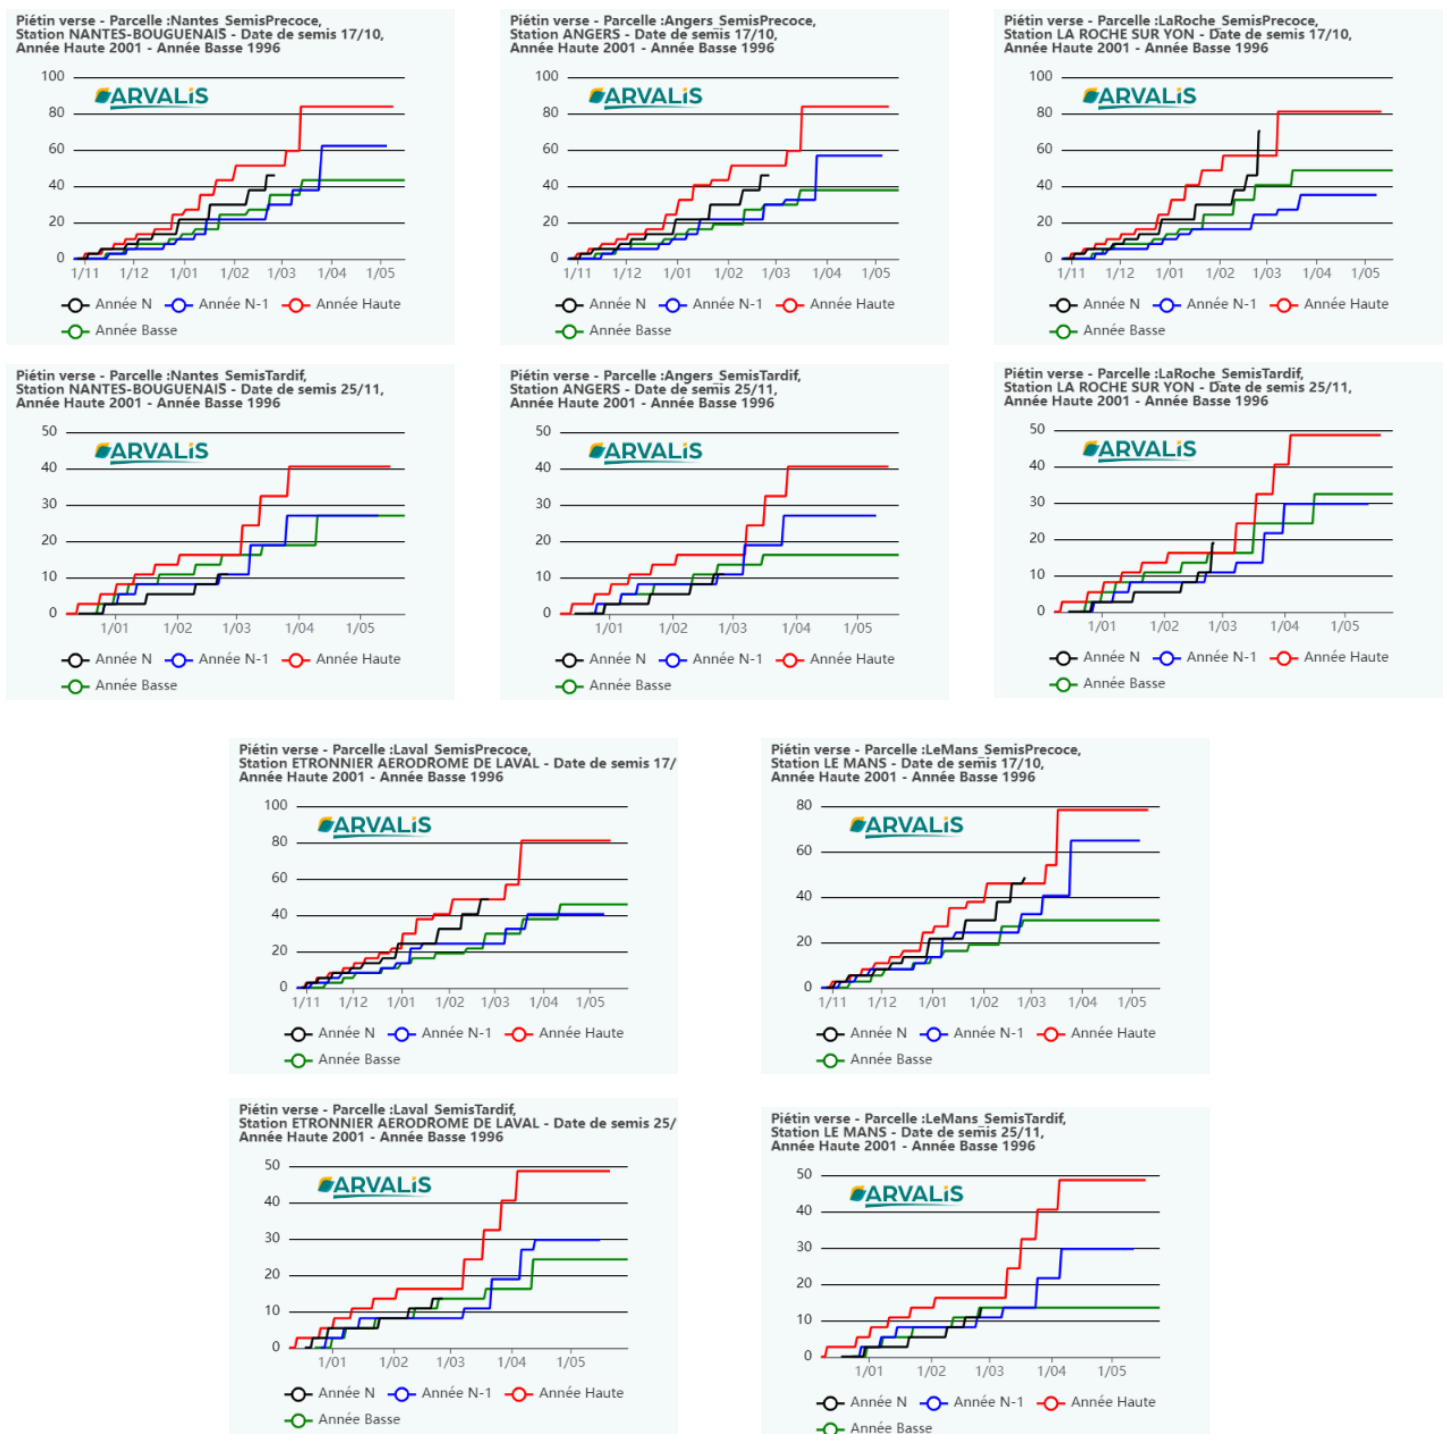 Piétin verse - Parcelle :Nantes_SemisPrecoce,
Station NANTES-BOUGUENAIS - Date de semis 17/10,
Année Haute 2001 - Année Basse 1996
100
ARVALIS
80
60
40
20
0
1/11 1/12 1/01 1/02 1/03 1/04 1/05
Année N Année N-1 Année Haute
Année Basse
Piétin verse - Parcelle :Angers_SemisPrecoce,
Station ANGERS - Date de semis 17/10,
Année Haute 2001 - Année Basse 1996
100
ARVALIS
80
60
40
20
0
1/11 1/12 1/01 1/02 1/03 1/04 1/05
Année N Année N-1 Année Haute
Année Basse
Piétin verse - Parcelle :LaRoche_SemisPrecoce,
Station LA ROCHE SUR YON - Date de semis 17/10,
Année Haute 2001 - Année Basse 1996
100
ARVALIS
80
60
40
20
0
1/11 1/12 1/01 1/02 1/03 1/04 1/05
Année N Année N-1 Année Haute
Année Basse
Piétin verse - Parcelle :Nantes_SemisTardif,
Station NANTES-BOUGUENAIS - Date de semis 25/11,
Année Haute 2001 - Année Basse 1996
50
ARVALIS
40
30
20
10
0
1/01 1/02 1/03 1/04 1/05
Année N Année N-1 Année Haute
Année Basse
Piétin verse - Parcelle :Angers_SemisTardif,
Station ANGERS - Date de semis 25/11,
Année Haute 2001 - Année Basse 1996
50
ARVALIS
40
30
20
10
0
1/01 1/02 1/03 1/04 1/05
Année N Année N-1 Année Haute
Année Basse
Piétin verse - Parcelle :LaRoche_SemisTardif,
Station LA ROCHE SUR YON - Date de semis 25/11,
Année Haute 2001 - Année Basse 1996
50
ARVALIS
40
30
20
10
0
1/01 1/02 1/03 1/04 1/05
Année N Année N-1 Année Haute
Année Basse
Piétin verse - Parcelle :Laval_SemisPrecoce,
Station ETRONNIER AERODROME DE LAVAL - Date de semis 17/
Année Haute 2001 - Année Basse 1996
100
ARVALIS
80
60
40
20
0
1/11 1/12 1/01 1/02 1/03 1/04 1/05
Année N Année N-1 Année Haute
Année Basse
Piétin verse - Parcelle :LeMans_SemisPrecoce,
Station LE MANS - Date de semis 17/10,
Année Haute 2001 - Année Basse 1996
80
ARVALIS
60
40
20
0
1/11 1/12 1/01 1/02 1/03 1/04 1/05
Année N Année N-1 Année Haute
Année Basse
Piétin verse - Parcelle :Laval_SemisTardif,
Station ETRONNIER AERODROME DE LAVAL - Date de semis 25/
Année Haute 2001 - Année Basse 1996
50
ARVALIS
40
30
20
10
0
1/01 1/02 1/03 1/04 1/05
Année N Année N-1 Année Haute
Année Basse
Piétin verse - Parcelle :LeMans_SemisTardif,
Station LE MANS - Date de semis 25/11,
Année Haute 2001 - Année Basse 1996
50
ARVALIS
40
30
20
10
0
1/01 1/02 1/03 1/04 1/05
Année N Année N-1 Année Haute
Année Basse